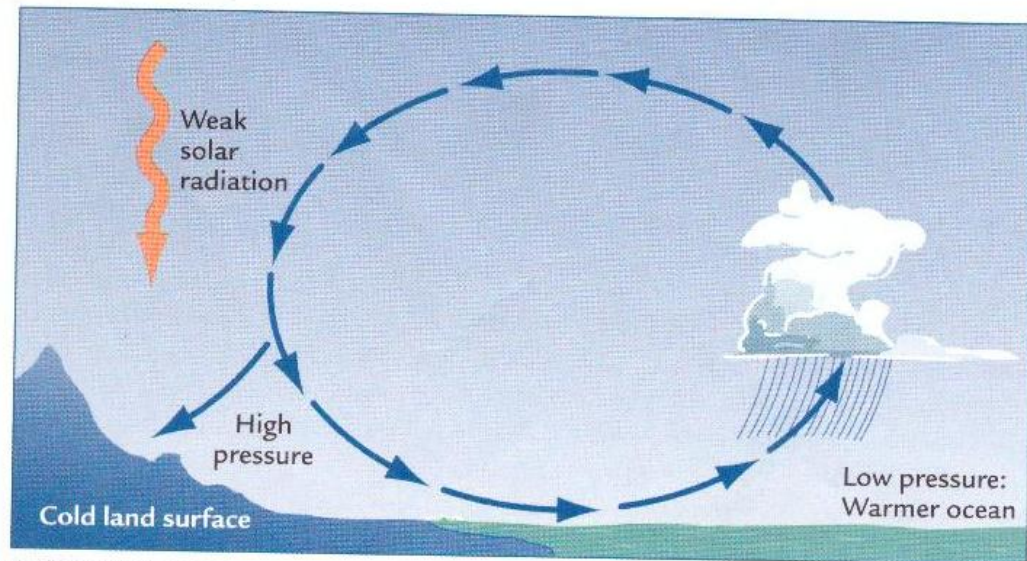 Weak
solar
radiation
High
pressure
Low pressure:
Warmer ocean
Cold land surface